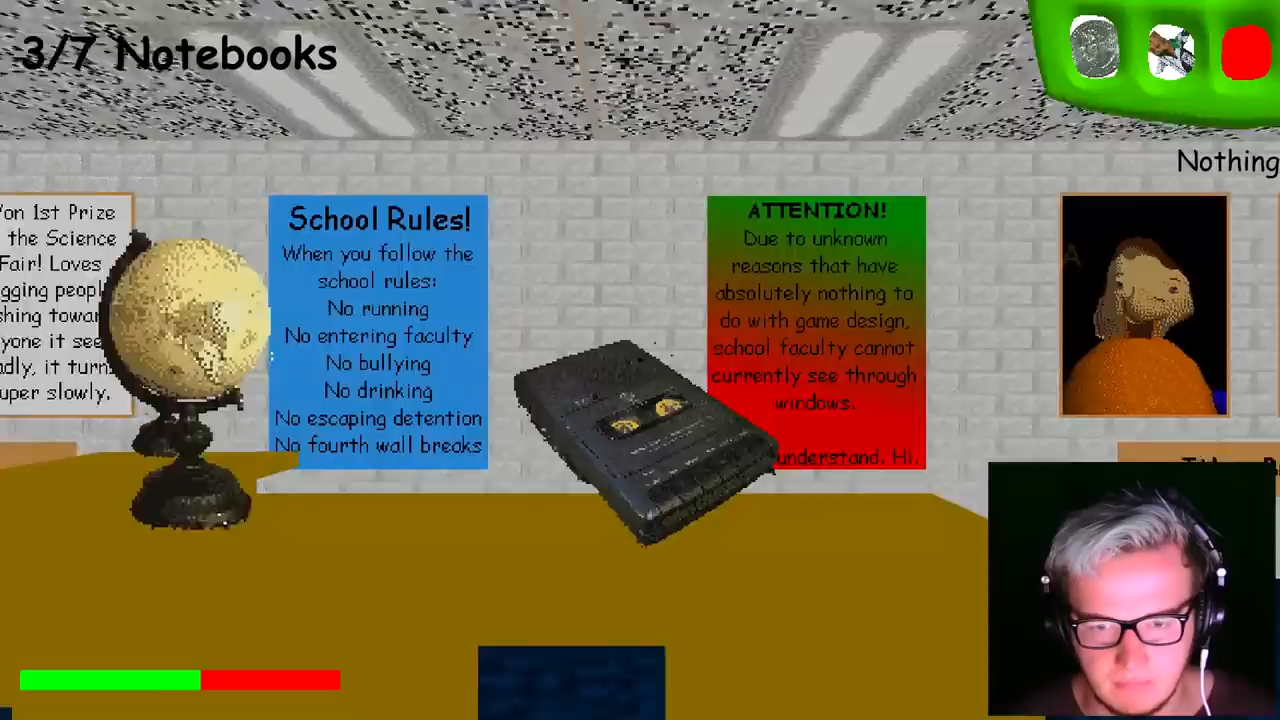 3/7 Notebooks
Nothing
on 1st Prize
the Science
Fair! Loves
gging peopl
shing towar
yone it see
adly, it turn
uper slowly.
School Rules!
When you follow the
school rules:
No running
No entering faculty
No bullying
No drinking
No escaping detention
No fourth wall breaks
ATTENTION!
Due to unknown
reasons that have
absolutely nothing to
do with game design,
school faculty cannot
currently see through
windows.
understand. Hi.